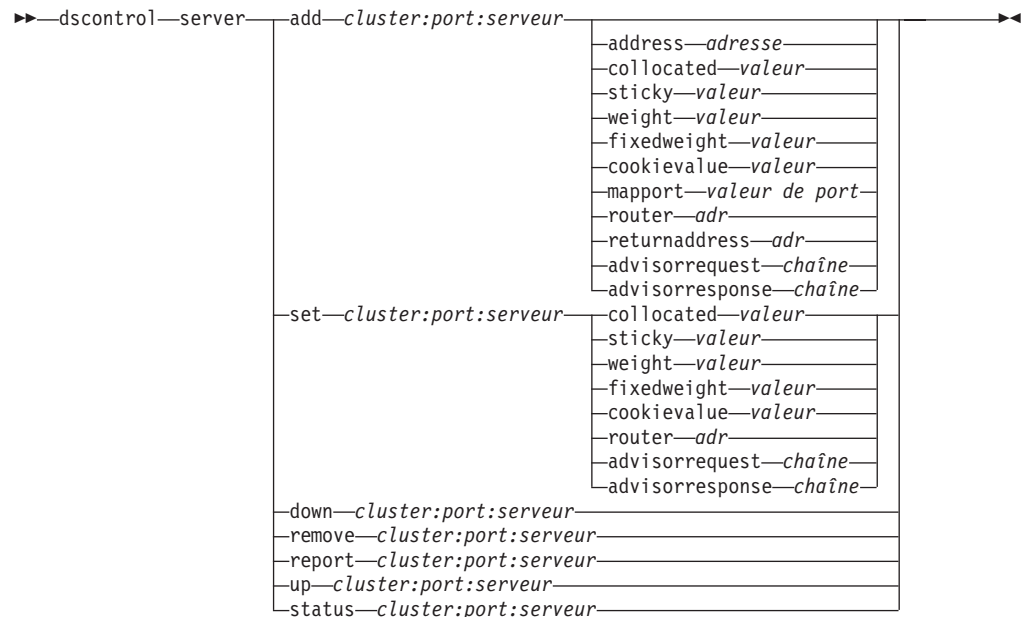 dscontrol server add cluster:port:serveur
address adresse
collocated valeur
sticky valeur
weight valeur
fixedweight valeur
cookievalue valeur
mapport valeur de port
router adr
returnaddress adr
advisorrequest chaîne
advisorresponse chaîne
set cluster:port:serveur collocated valeur
sticky valeur
weight valeur
fixedweight valeur
cookievalue valeur
router adr
advisorrequest chaîne
advisorresponse chaîne
down cluster:port:serveur
remove cluster:port:serveur
report cluster:port:serveur
up cluster:port:serveur
status cluster:port:serveur